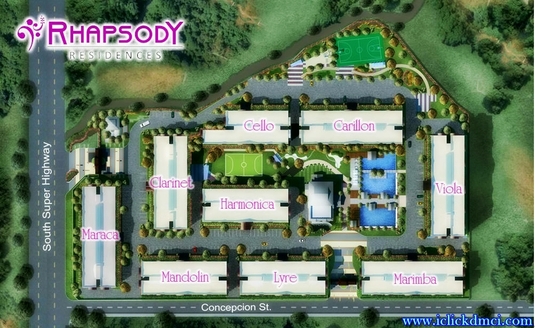 RHAPSODY
RESIDENCES
South Super Highway
Cello
Carillon
Clarinet
Harmonica
Viola
Maraca
Mandolin
Lyre
Marimba
Concepcion St.
www.iclickdmci.com